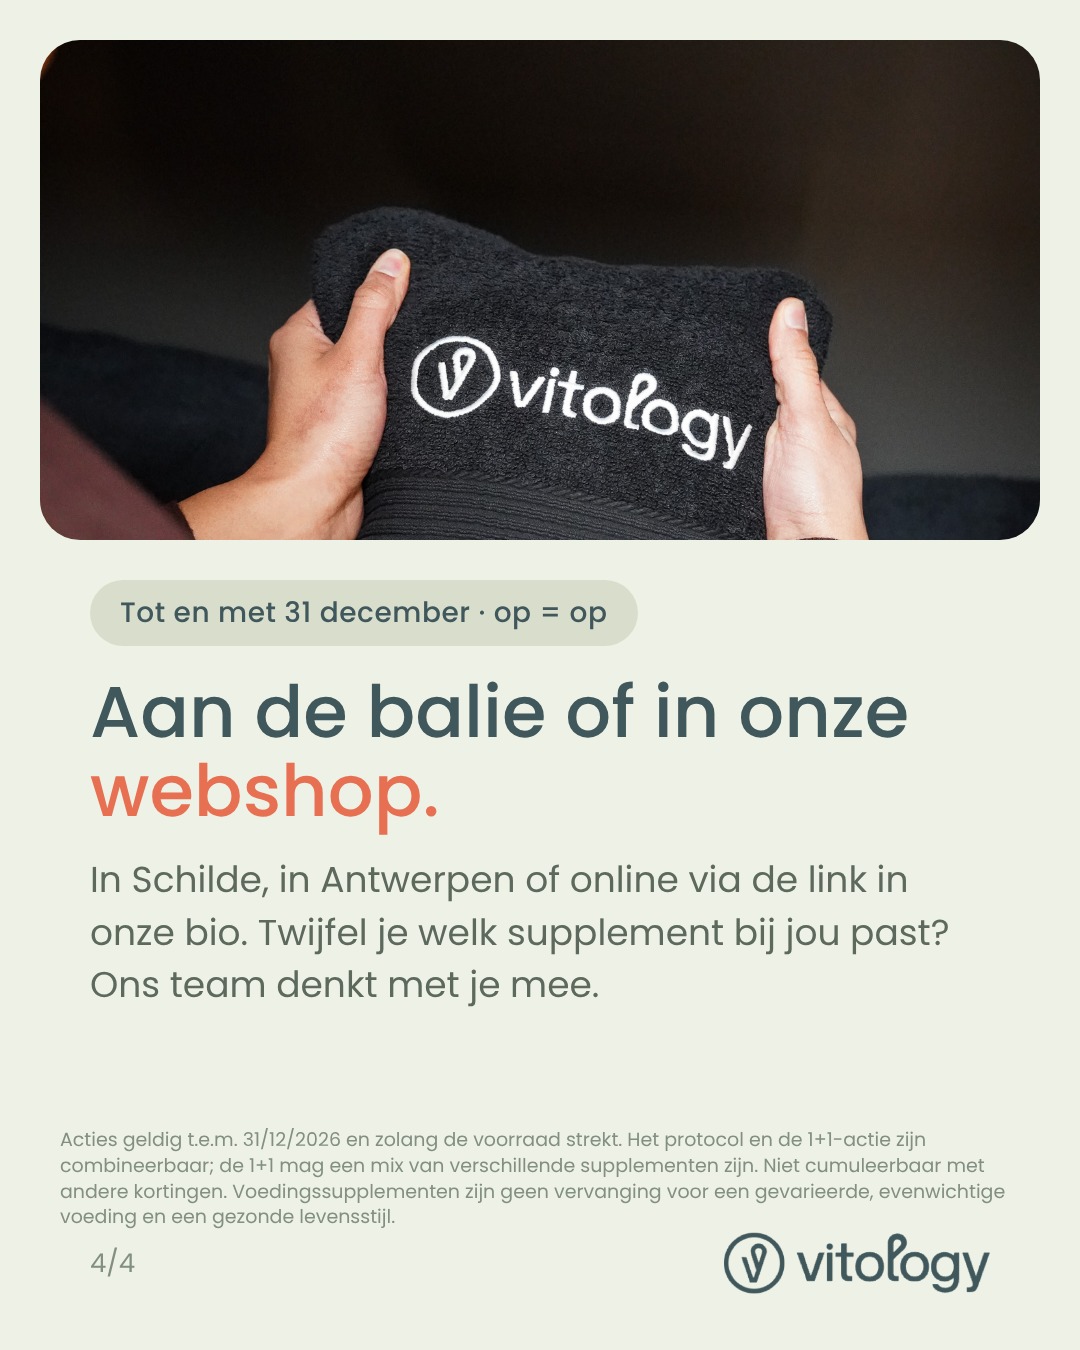 vitology
Tot en met 31 december · op = op
Aan de balie of in onze
webshop.
In Schilde, in Antwerpen of online via de link in
onze bio. Twijfel je welk supplement bij jou past?
Ons team denkt met je mee.
Acties geldig t.e.m. 31/12/2026 en zolang de voorraad strekt. Het protocol en de 1+1-actie zijn
combineerbaar; de 1+1 mag een mix van verschillende supplementen zijn. Niet cumuleerbaar met
andere kortingen. Voedingssupplementen zijn geen vervanging voor een gevarieerde, evenwichtige
voeding en een gezonde levensstijl.
4/4
vitology